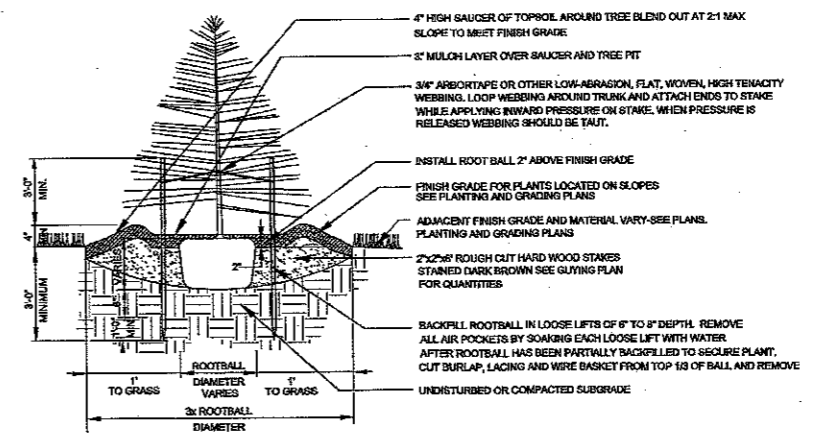 4" HIGH SAUCER OF TOPSOIL AROUND TREE BLEND OUT AT 2:1 MAX
SLOPE TO MEET FINISH GRADE
3" MULCH LAYER OVER SAUCER AND TREE PIT
3/4" ARBORTAPE OR OTHER LOW-ABRASION, FLAT, WOVEN, HIGH TENACITY
WEBBING. LOOP WEBBING AROUND TRUNK AND ATTACH ENDS TO STAKE
WHILE APPLYING INWARD PRESSURE ON STAKE. WHEN PRESSURE IS
RELEASED WEBBING SHOULD BE TAUT.
INSTALL ROOT BALL 2" ABOVE FINISH GRADE
FINISH GRADE FOR PLANTS LOCATED ON SLOPES
SEE PLANTING AND GRADING PLANS
ADJACENT FINISH GRADE AND MATERIAL VARY-SEE PLANS.
PLANTING AND GRADING PLANS
2"x2"x6' ROUGH CUT HARD WOOD STAKES
STAINED DARK BROWN SEE GUYING PLAN
FOR QUANTITIES
BACKFILL ROOTBALL IN LOOSE LIFTS OF 6" TO 8" DEPTH. REMOVE
ALL AIR POCKETS BY SOAKING EACH LOOSE LIFT WITH WATER
AFTER ROOTBALL HAS BEEN PARTIALLY BACKFILLED TO SECURE PLANT,
CUT BURLAP, LACING AND WIRE BASKET FROM TOP 1/3 OF BALL AND REMOVE
UNDISTURBED OR COMPACTED SUBGRADE
3'-0"
MIN.
4"
MIN
3'-0"
MINIMUM
VARIES
MIN
2"
1'
TO GRASS
ROOTBALL
DIAMETER
VARIES
1'
TO GRASS
3x ROOTBALL
DIAMETER